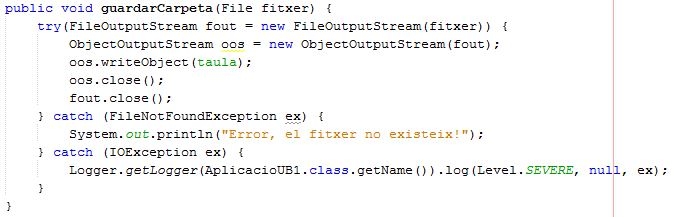 public void guardarCarpeta(File fitxer) {
    try(FileOutputStream fout = new FileOutputStream(fitxer)) {
        ObjectOutputStream oos = new ObjectOutputStream(fout);
        oos.writeObject(taula);
        oos.close();
        fout.close();
    } catch (FileNotFoundException ex) {
        System.out.println("Error, el fitxer no existeix!");
    } catch (IOException ex) {
        Logger.getLogger(AplicacioUB1.class.getName()).log(Level.SEVERE, null, ex);
    }
}